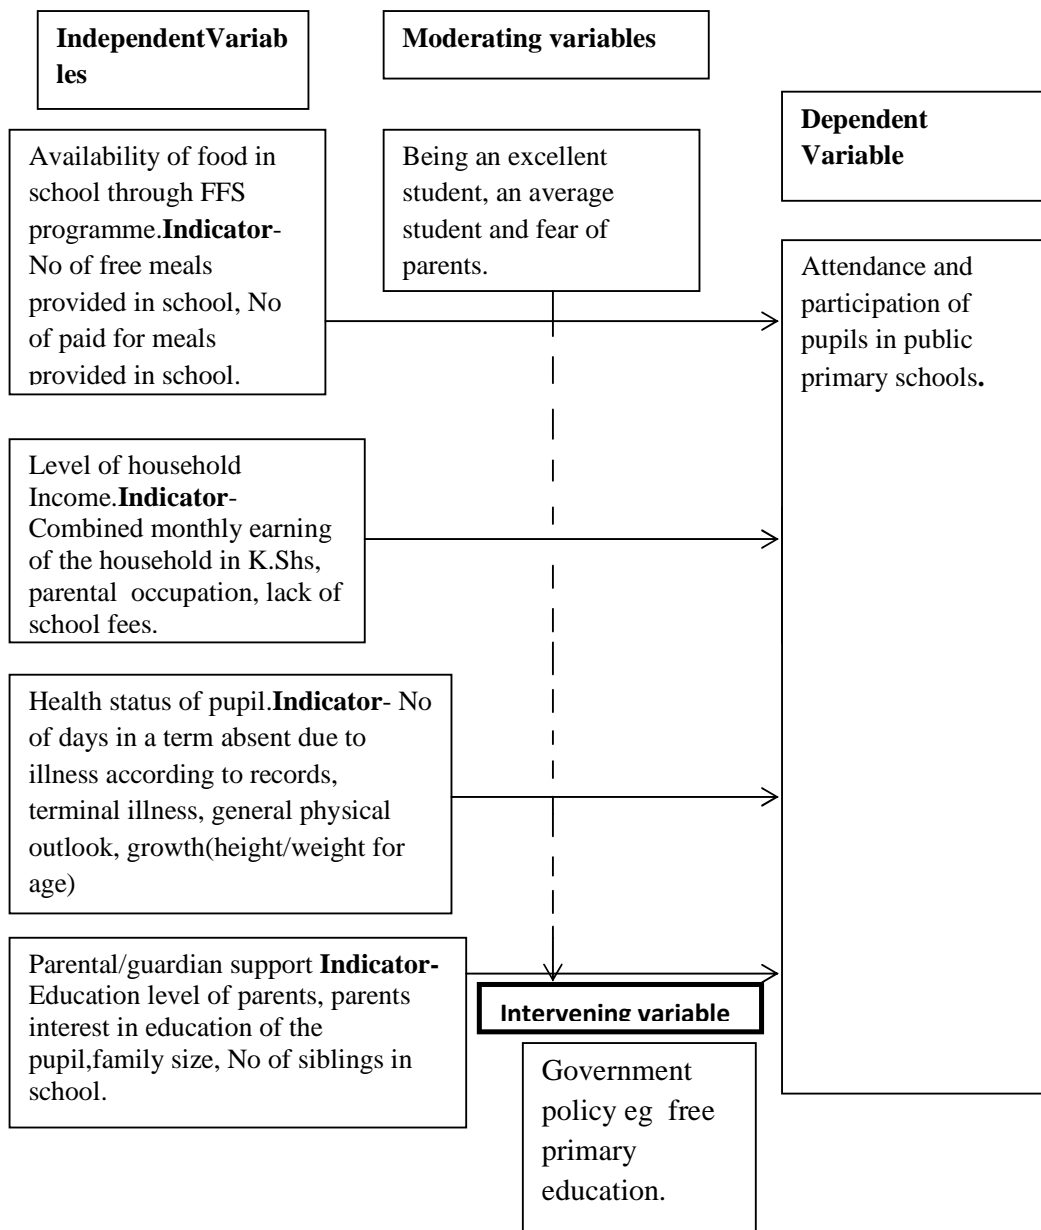 IndependentVariab
les
Moderating variables
Dependent
Variable
Availability of food in
school through FFS
programme.Indicator-
No of free meals
provided in school, No
of paid for meals
provided in school.
Being an excellent
student, an average
student and fear of
parents.
Attendance and
participation of
pupils in public
primary schools.
Level of household
Income.Indicator-
Combined monthly earning
of the household in K.Shs,
parental occupation, lack of
school fees.
Health status of pupil.Indicator- No
of days in a term absent due to
illness according to records,
terminal illness, general physical
outlook, growth(height/weight for
age)
Parental/guardian support Indicator-
Education level of parents, parents
interest in education of the
pupil,family size, No of siblings in
school.
Intervening variable
Government
policy eg free
primary
education.